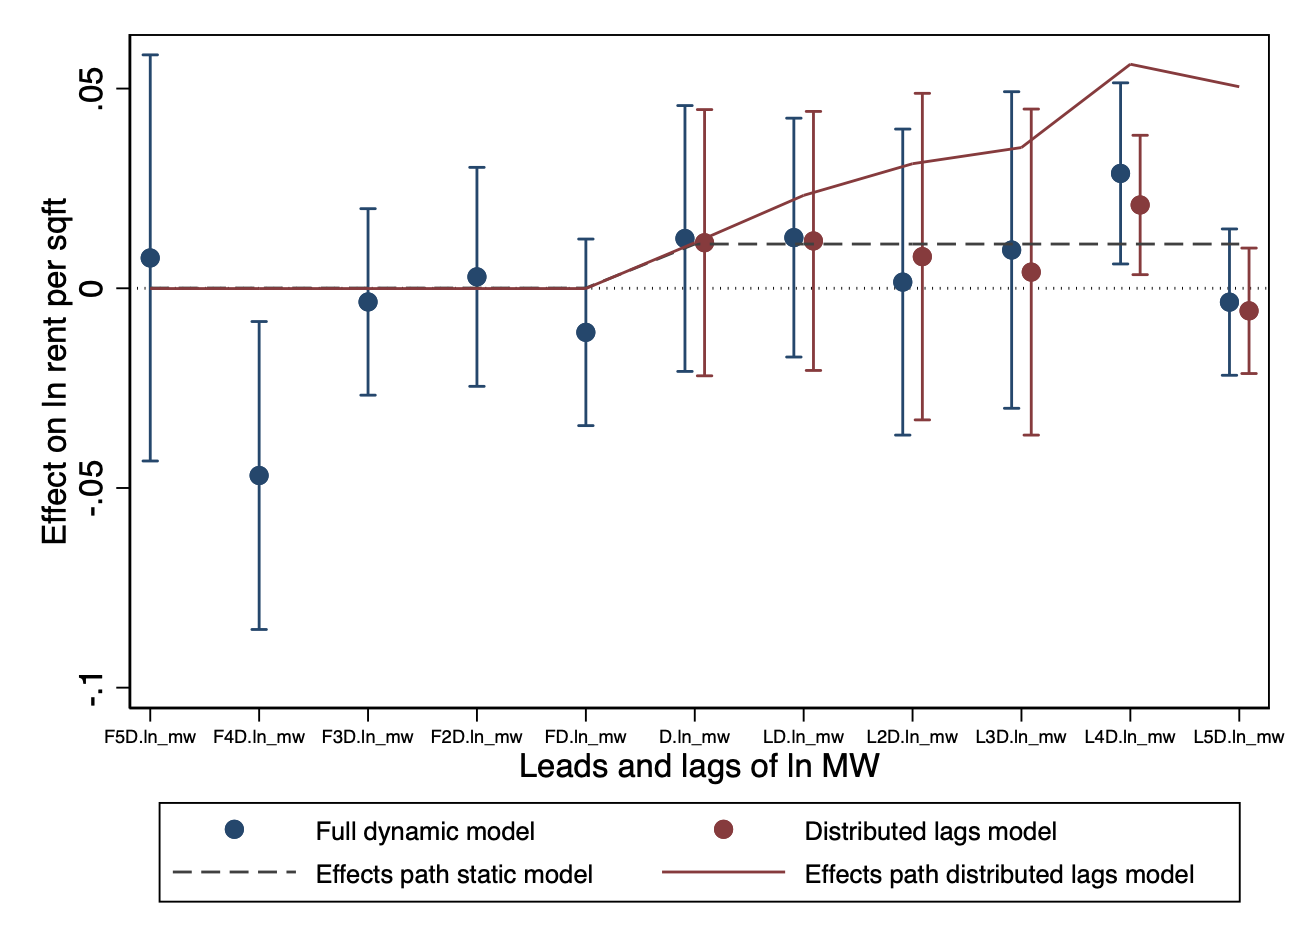 Effect on ln rent per sqft
.05
0
-.05
-.1
F5D.ln_mw F4D.ln_mw F3D.ln_mw F2D.ln_mw FD.ln_mw D.ln_mw LD.ln_mw L2D.ln_mw L3D.ln_mw L4D.ln_mw L5D.ln_mw
Leads and lags of ln MW
Full dynamic model Distributed lags model
Effects path static model Effects path distributed lags model